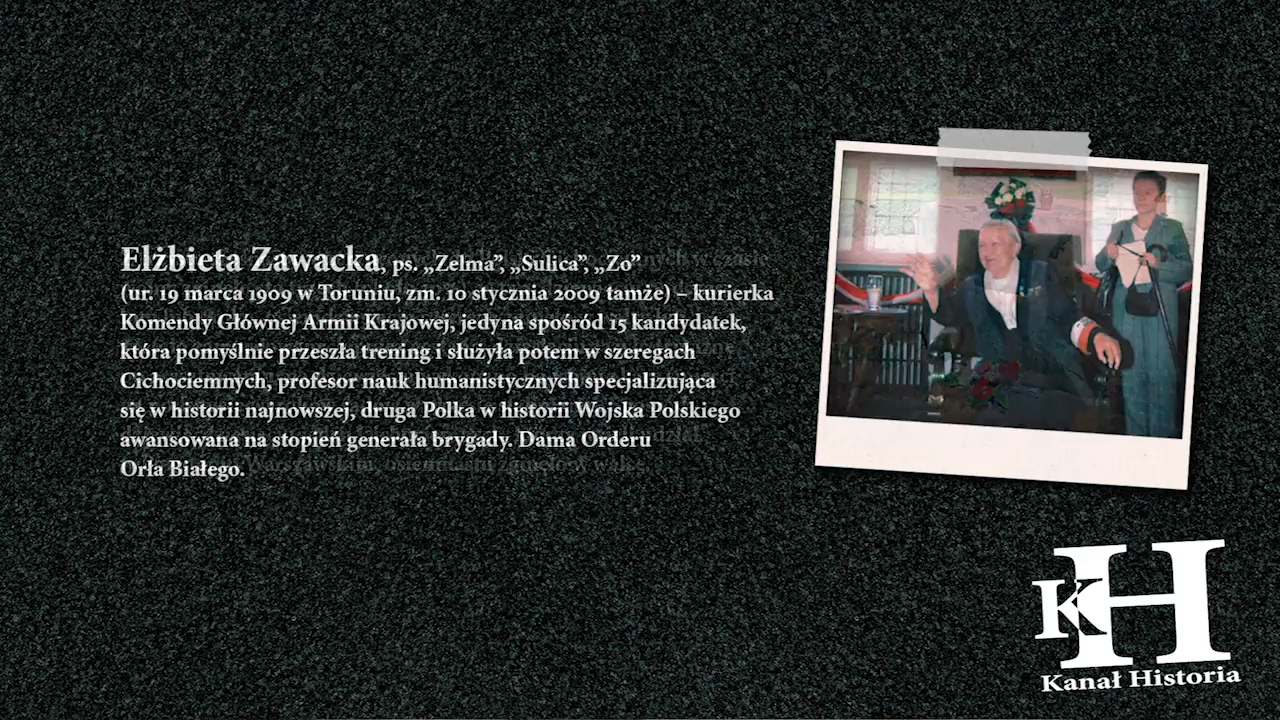 Elżbieta Zawacka, ps. „Zelma”, „Sulica”, „Zo”
(ur. 19 marca 1909 w Toruniu, zm. 10 stycznia 2009 tamże) – kurierka
Komendy Głównej Armii Krajowej, jedyna spośród 15 kandydatek,
która pomyślnie przeszła trening i służyła potem w szeregach
Cichociemnych, profesor nauk humanistycznych specjalizująca
się w historii najnowszej, druga Polka w historii Wojska Polskiego
awansowana na stopień generała brygady. Dama Orderu
Orła Białego.
KH
Kanał Historia